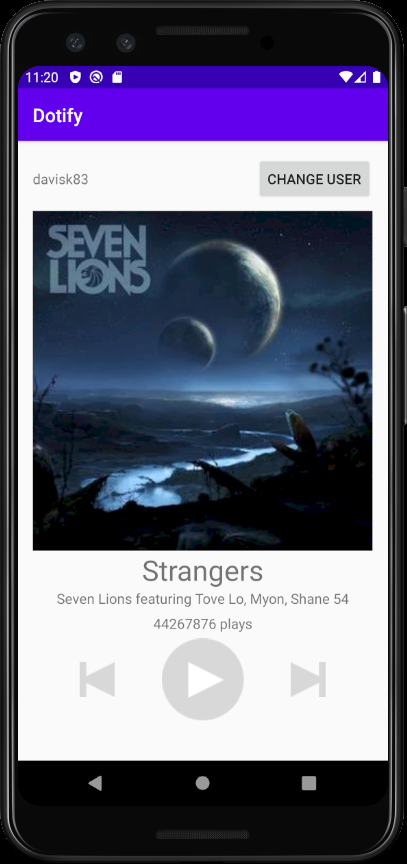 11:20
Dotify
davisk83
CHANGE USER
SEVEN
LIONS
Strangers
Seven Lions featuring Tove Lo, Myon, Shane 54
44267876 plays